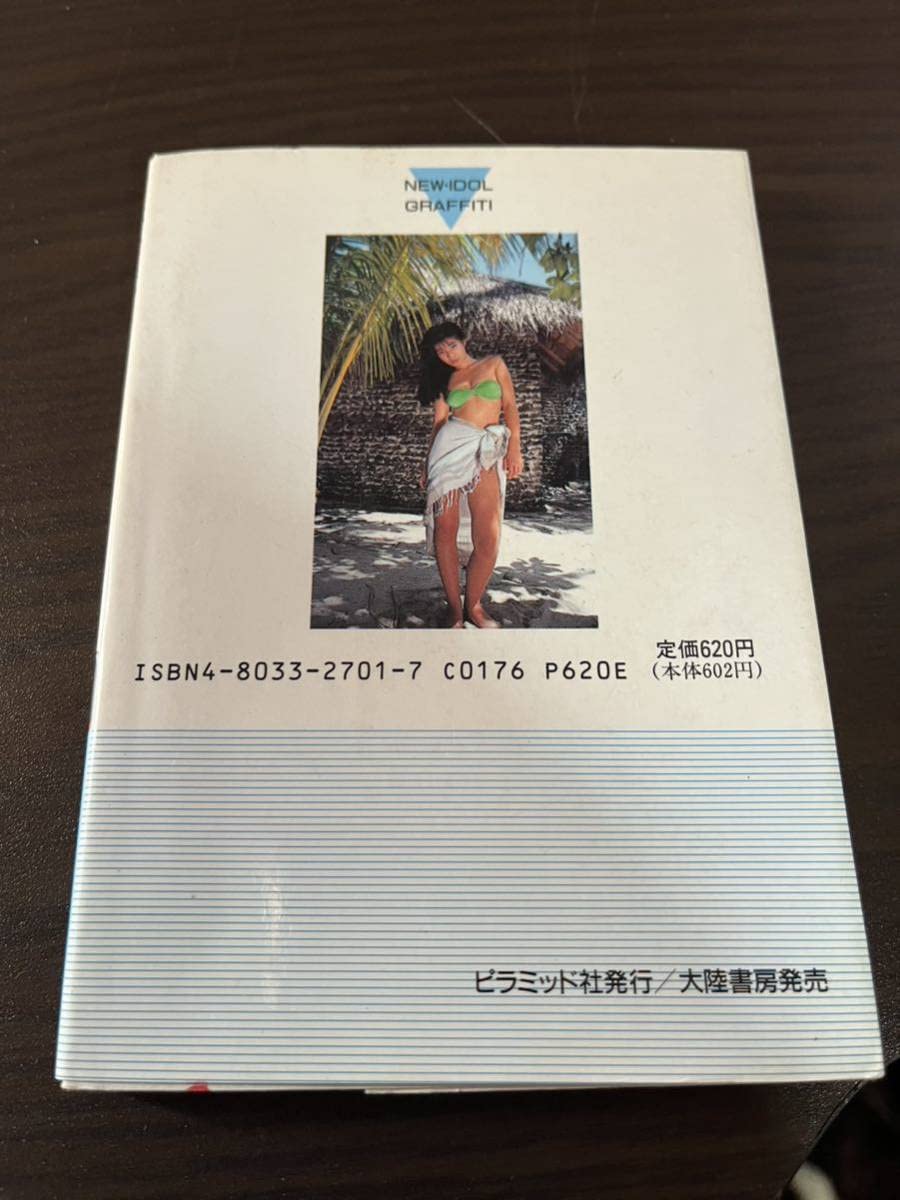 NEW·IDOL
GRAFFITI
定価620円
ISBN4-8033-2701-7 C0176 P620E (本体602円)
ピラミッド社発行/大陸書房発売